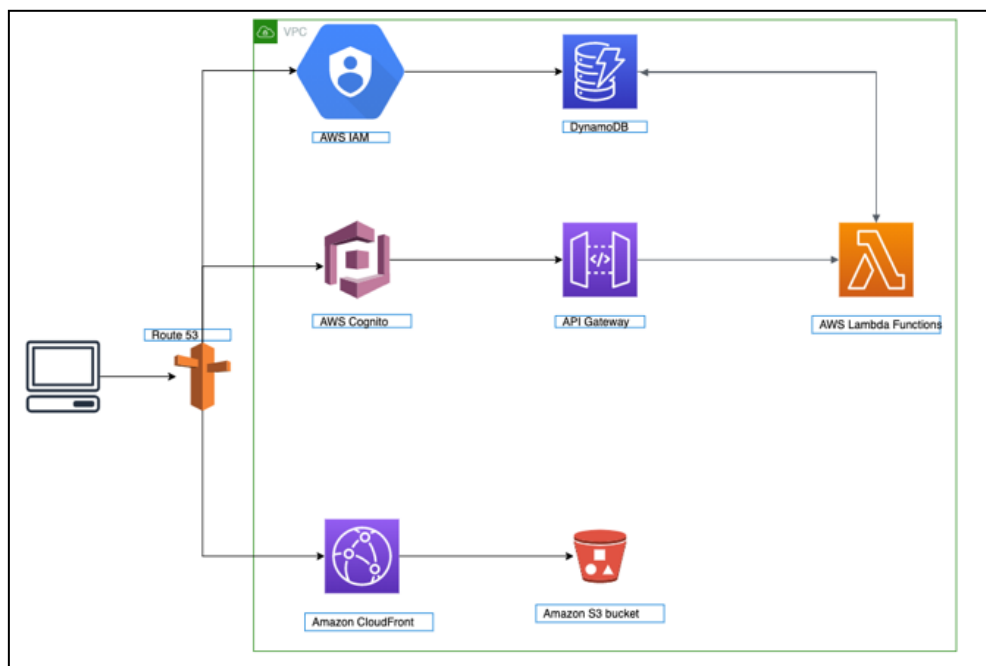 VPC
AWS IAM
DynamoDB
AWS Cognito
API Gateway
AWS Lambda Functions
Route 53
Amazon CloudFront
Amazon S3 bucket